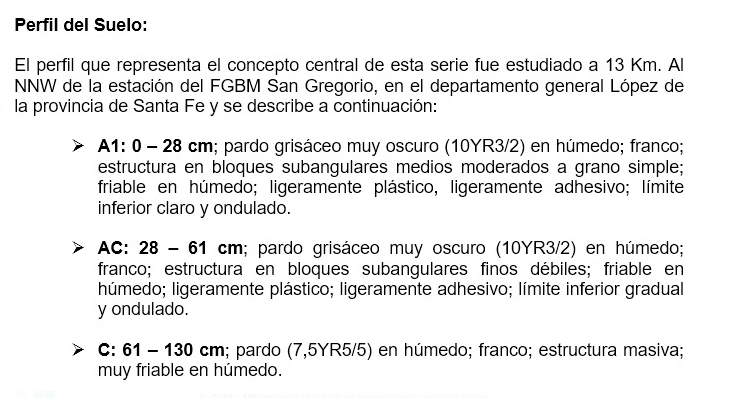 Perfil del Suelo:
El perfil que representa el concepto central de esta serie fue estudiado a 13 Km. Al
NNW de la estación del FGBM San Gregorio, en el departamento general López de
la provincia de Santa Fe y se describe a continuación:
➢ A1: 0 – 28 cm; pardo grisáceo muy oscuro (10YR3/2) en húmedo; franco;
estructura en bloques subangulares medios moderados a grano simple;
friable en húmedo; ligeramente plástico, ligeramente adhesivo; límite
inferior claro y ondulado.
➢ AC: 28 – 61 cm; pardo grisáceo muy oscuro (10YR3/2) en húmedo;
franco; estructura en bloques subangulares finos débiles; friable en
húmedo; ligeramente plástico; ligeramente adhesivo; límite inferior gradual
y ondulado.
➢ C: 61 – 130 cm; pardo (7,5YR5/5) en húmedo; franco; estructura masiva;
muy friable en húmedo.